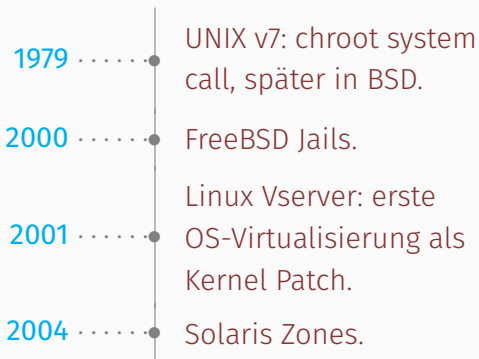 1979 UNIX v7: chroot system
call, später in BSD.
2000 FreeBSD Jails.
Linux Vserver: erste
2001 OS-Virtualisierung als
Kernel Patch.
2004 Solaris Zones.